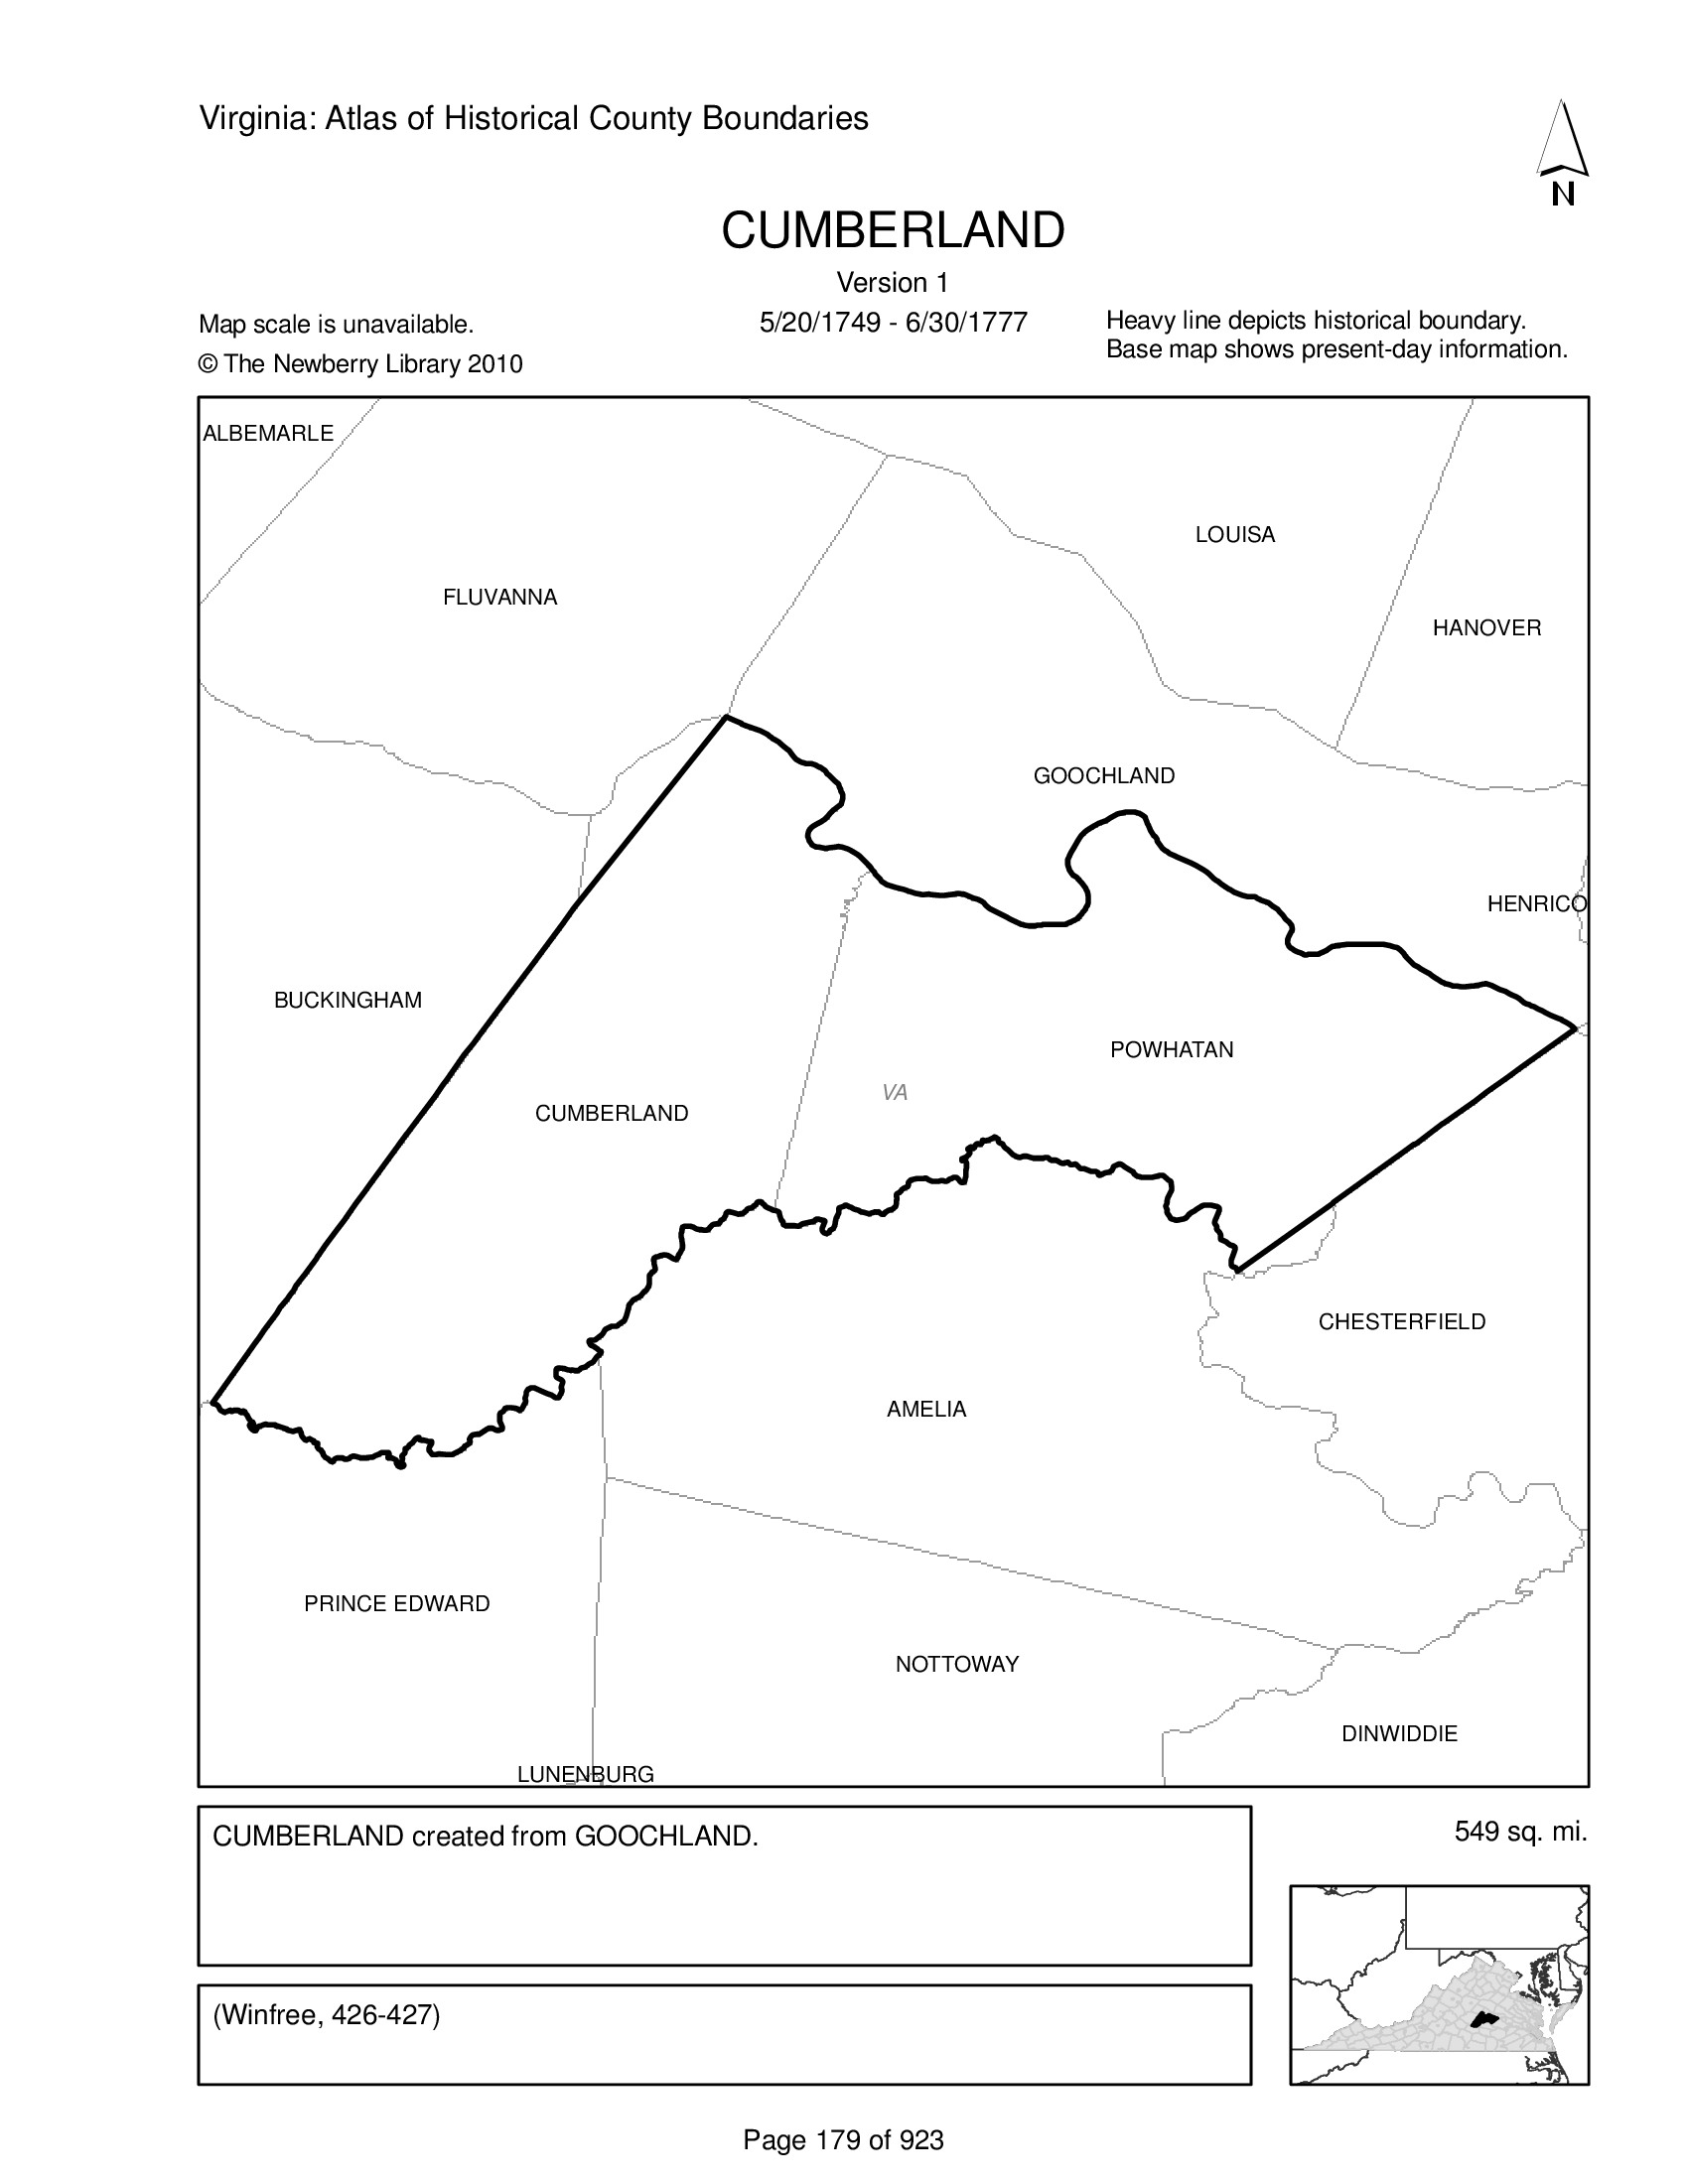 Virginia: Atlas of Historical County Boundaries
N
CUMBERLAND
Version 1
5/20/1749 - 6/30/1777
Map scale is unavailable.
© The Newberry Library 2010
Heavy line depicts historical boundary.
Base map shows present-day information.
ALBEMARLE
LOUISA
FLUVANNA
HANOVER
GOOCHLAND
HENRICO
BUCKINGHAM
POWHATAN
VA
CUMBERLAND
CHESTERFIELD
AMELIA
PRINCE EDWARD
NOTTOWAY
DINWIDDIE
LUNENBURG
CUMBERLAND created from GOOCHLAND.
549 sq. mi.
(Winfree, 426-427)
Page 179 of 923